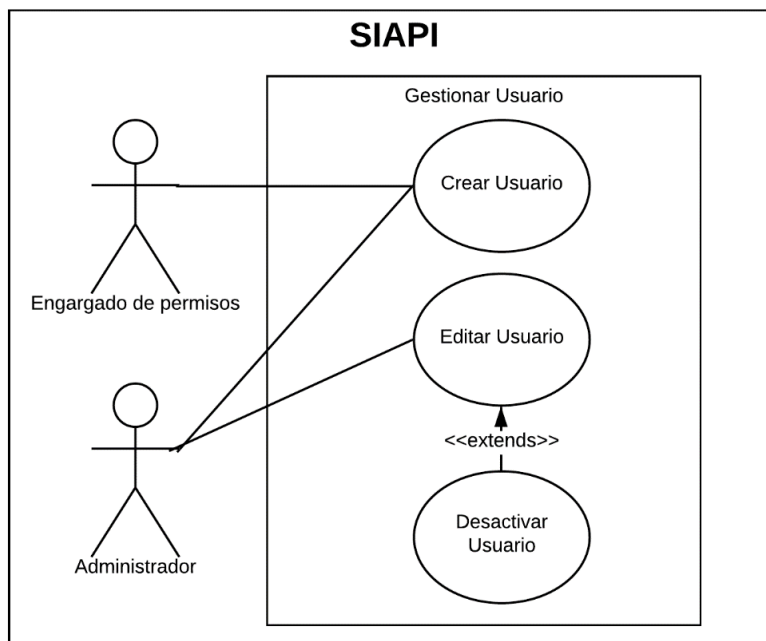 SIAPI
Gestionar Usuario
Crear Usuario
Engargado de permisos
Editar Usuario
<<extends>>
Desactivar
Usuario
Administrador